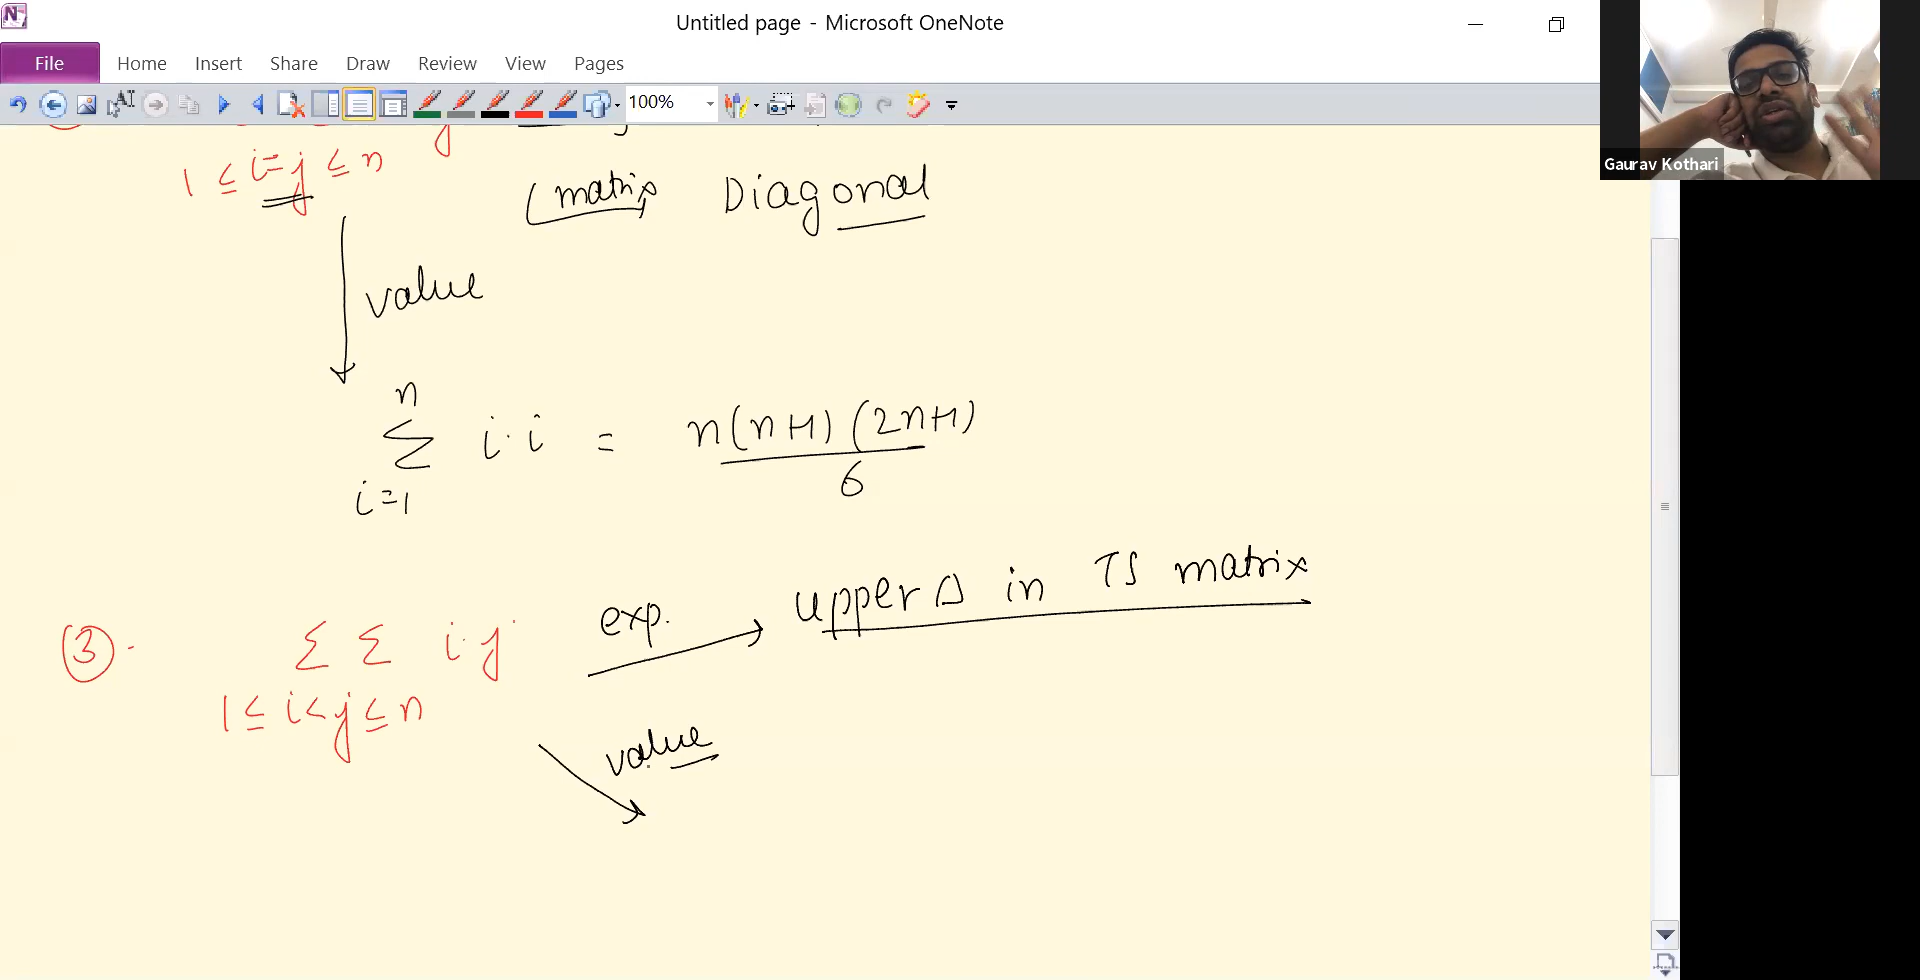 Untitled page - Microsoft OneNote
File Home Insert Share Draw Review View Pages
100%
Gaurav Kothari
1 ≤ i=j ≤ n
(matrix Diagonal
value
n
Σ i·i = n(n+1)(2n+1)
6
i=1
exp. upper Δ in TS matrix
(3). Σ Σ i·j
1 ≤ i<j ≤ n
value